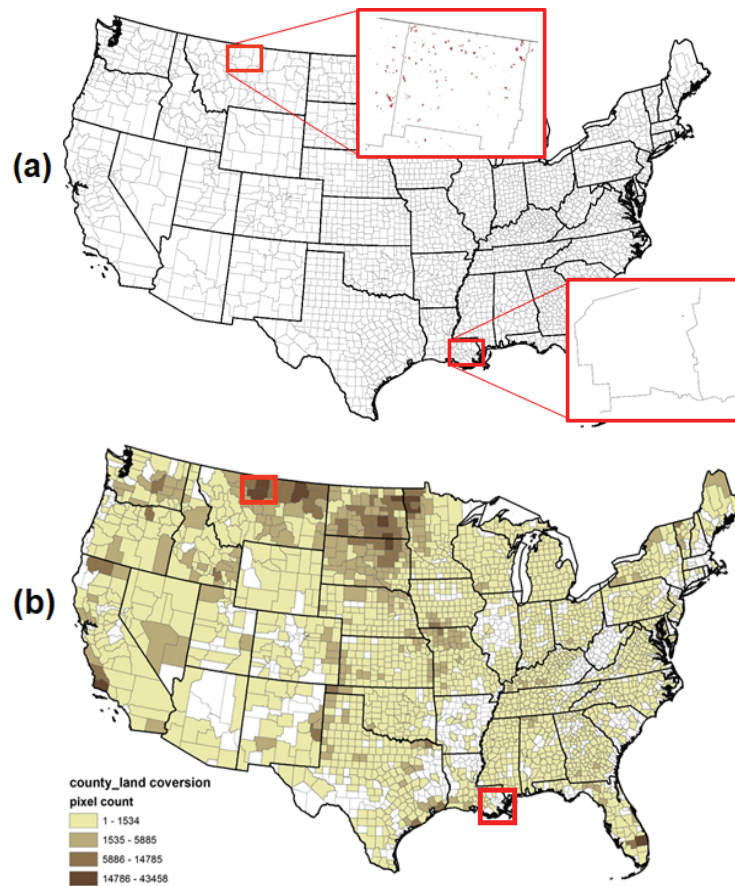 (a)
(b)
county_land coversion
pixel count
1 - 1534
1535 - 5885
5886 - 14785
14786 - 43458